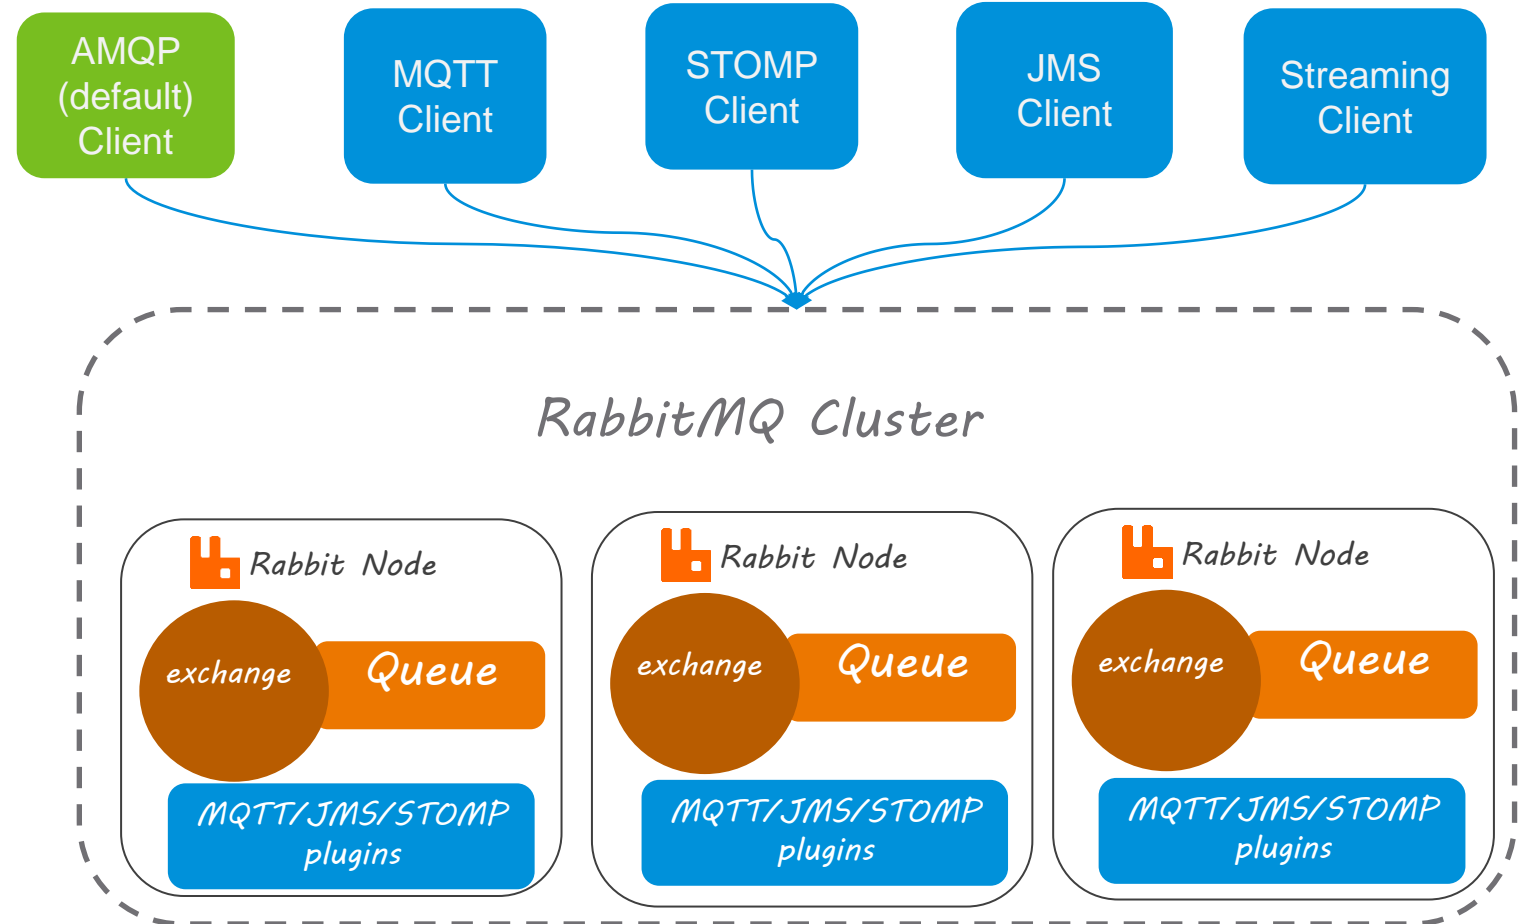 AMQP
(default)
Client
MQTT
Client
STOMP
Client
JMS
Client
Streaming
Client
RabbitMQ Cluster
Rabbit Node
exchange
Queue
MQTT/JMS/STOMP
plugins
Rabbit Node
exchange
Queue
MQTT/JMS/STOMP
plugins
Rabbit Node
exchange
Queue
MQTT/JMS/STOMP
plugins